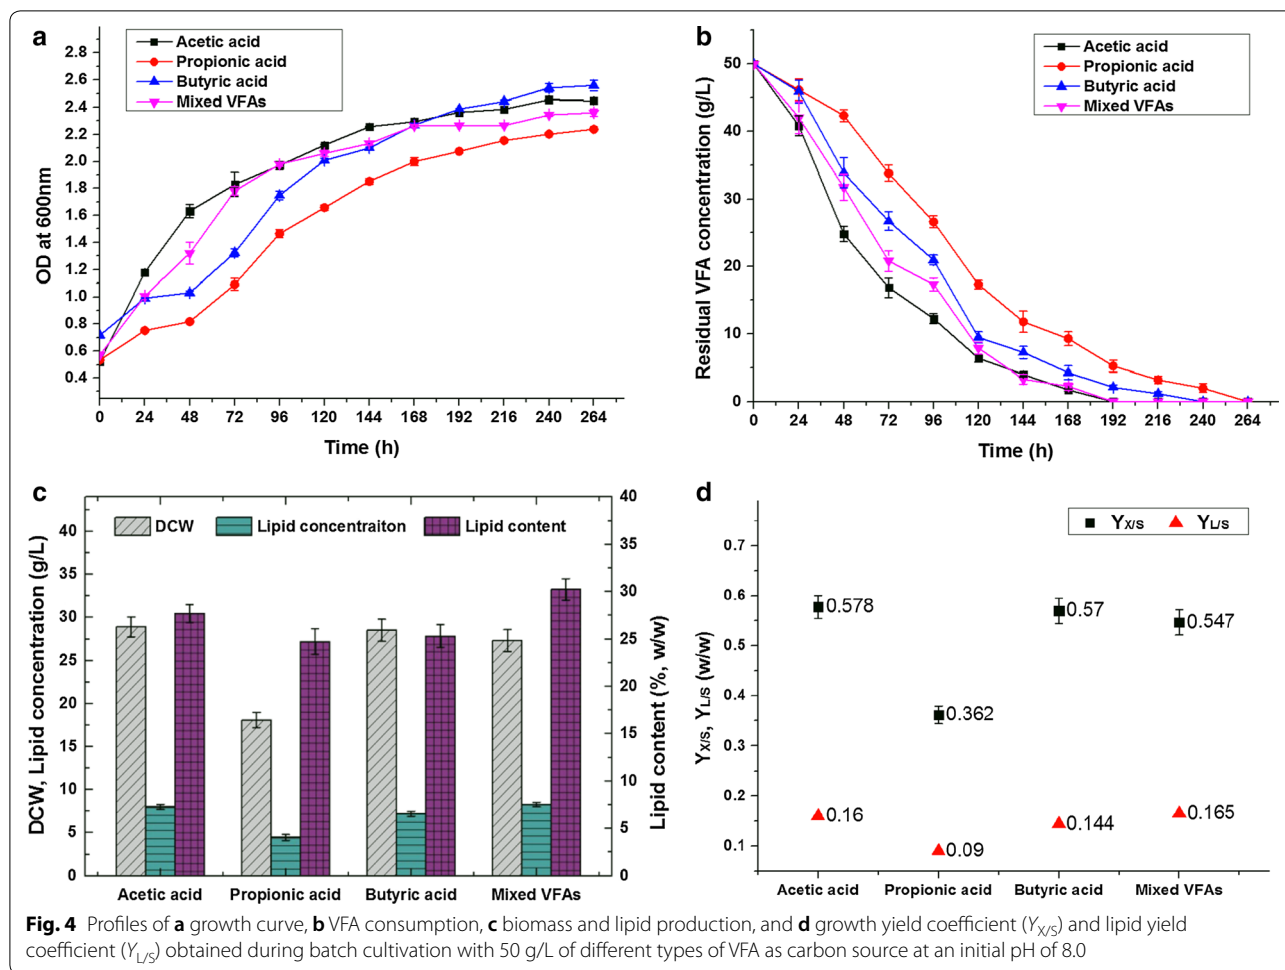 a
Acetic acid
Propionic acid
Butyric acid
Mixed VFAs
OD at 600nm
2.8
2.6
2.4
2.2
2.0
1.8
1.6
1.4
1.2
1.0
0.8
0.6
0.4
0 24 48 72 96 120 144 168 192 216 240 264
Time (h)
b
Acetic acid
Propionic acid
Butyric acid
Mixed VFAs
Residual VFA concentration (g/L)
50
40
30
20
10
0
0 24 48 72 96 120 144 168 192 216 240 264
Time (h)
c
DCW Lipid concentraiton Lipid content
DCW, Lipid concentration (g/L)
40
35
30
25
20
15
10
5
0
Lipid content (%, w/w)
40
35
30
25
20
15
10
5
0
Acetic acid Propionic acid Butyric acid Mixed VFAs
d
YX/S YL/S
YX/S, YL/S (w/w)
0.7
0.6
0.5
0.4
0.3
0.2
0.1
0.578
0.57
0.547
0.362
0.16
0.09
0.144
0.165
Acetic acid Propionic acid Butyric acid Mixed VFAs
Fig. 4 Profiles of a growth curve, b VFA consumption, c biomass and lipid production, and d growth yield coefficient (YX/S) and lipid yield
coefficient (YL/S) obtained during batch cultivation with 50 g/L of different types of VFA as carbon source at an initial pH of 8.0